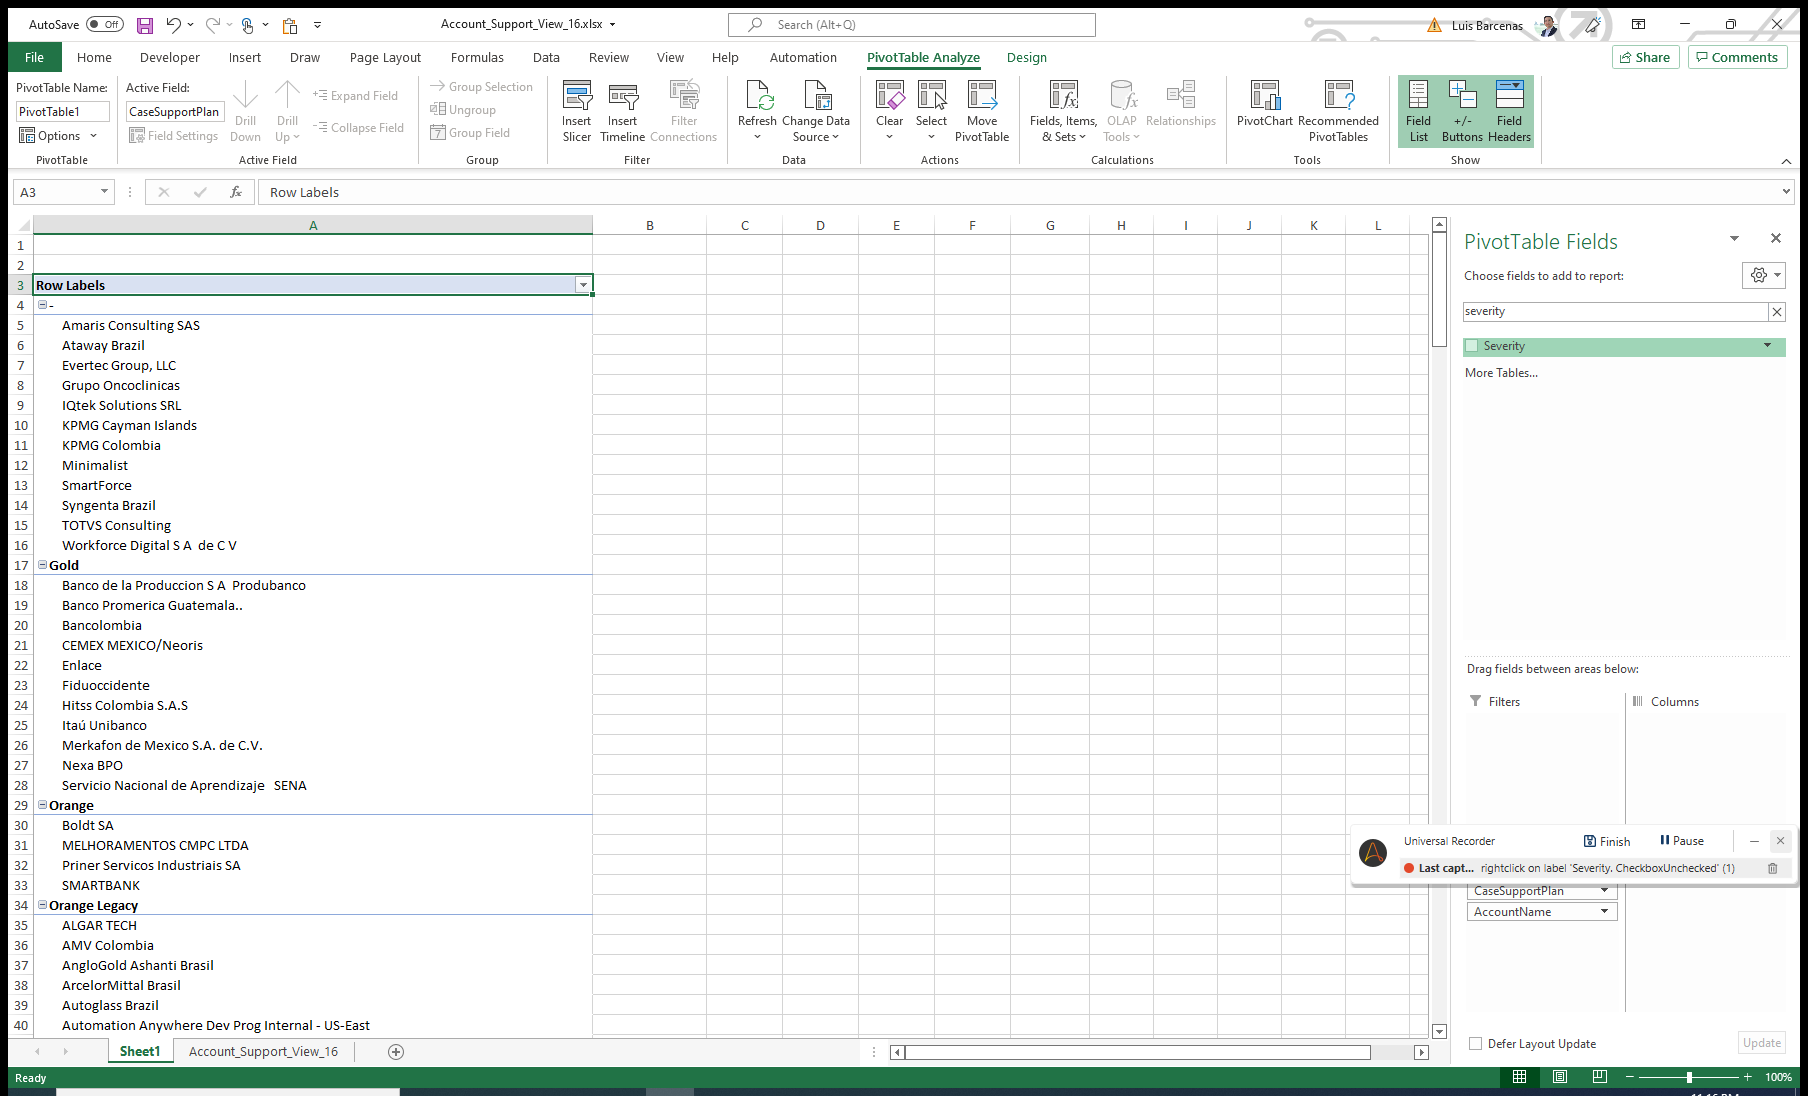 AutoSave Off Account_Support_View_16.xlsx Search (Alt+Q) Luis Barcenas
File Home Developer Insert Draw Page Layout Formulas Data Review View Help Automation PivotTable Analyze Design Share Comments
PivotTable Name:
PivotTable1
Options
PivotTable
Active Field:
CaseSupportPlan
Field Settings
Drill Down
Drill Up
Expand Field
Collapse Field
Active Field
Group Selection
Ungroup
Group Field
Group
Insert Slicer
Insert Timeline
Filter Connections
Filter
Refresh
Change Data Source
Data
Clear
Select
Move PivotTable
Actions
Fields, Items, & Sets
OLAP Tools
Relationships
Calculations
PivotChart
Recommended PivotTables
Tools
Field List
+/- Buttons
Field Headers
Show
A3 fx Row Labels
A B C D E F G H I J K L
1
2
3 Row Labels
4 -
5 Amaris Consulting SAS
6 Ataway Brazil
7 Evertec Group, LLC
8 Grupo Oncoclinicas
9 IQtek Solutions SRL
10 KPMG Cayman Islands
11 KPMG Colombia
12 Minimalist
13 SmartForce
14 Syngenta Brazil
15 TOTVS Consulting
16 Workforce Digital S A de C V
17 Gold
18 Banco de la Produccion S A Produbanco
19 Banco Promerica Guatemala..
20 Bancolombia
21 CEMEX MEXICO/Neoris
22 Enlace
23 Fiduoccidente
24 Hitss Colombia S.A.S
25 Itaú Unibanco
26 Merkafon de Mexico S.A. de C.V.
27 Nexa BPO
28 Servicio Nacional de Aprendizaje SENA
29 Orange
30 Boldt SA
31 MELHORAMENTOS CMPC LTDA
32 Priner Servicos Industriais SA
33 SMARTBANK
34 Orange Legacy
35 ALGAR TECH
36 AMV Colombia
37 AngloGold Ashanti Brasil
38 ArcelorMittal Brasil
39 Autoglass Brazil
40 Automation Anywhere Dev Prog Internal - US-East
PivotTable Fields
Choose fields to add to report:
severity
Severity
More Tables...
Drag fields between areas below:
Filters Columns
Universal Recorder Finish Pause
Last capt... rightclick on label 'Severity. CheckboxUnchecked' (1)
CaseSupportPlan
AccountName
Defer Layout Update Update
Sheet1 Account_Support_View_16
Ready 100%